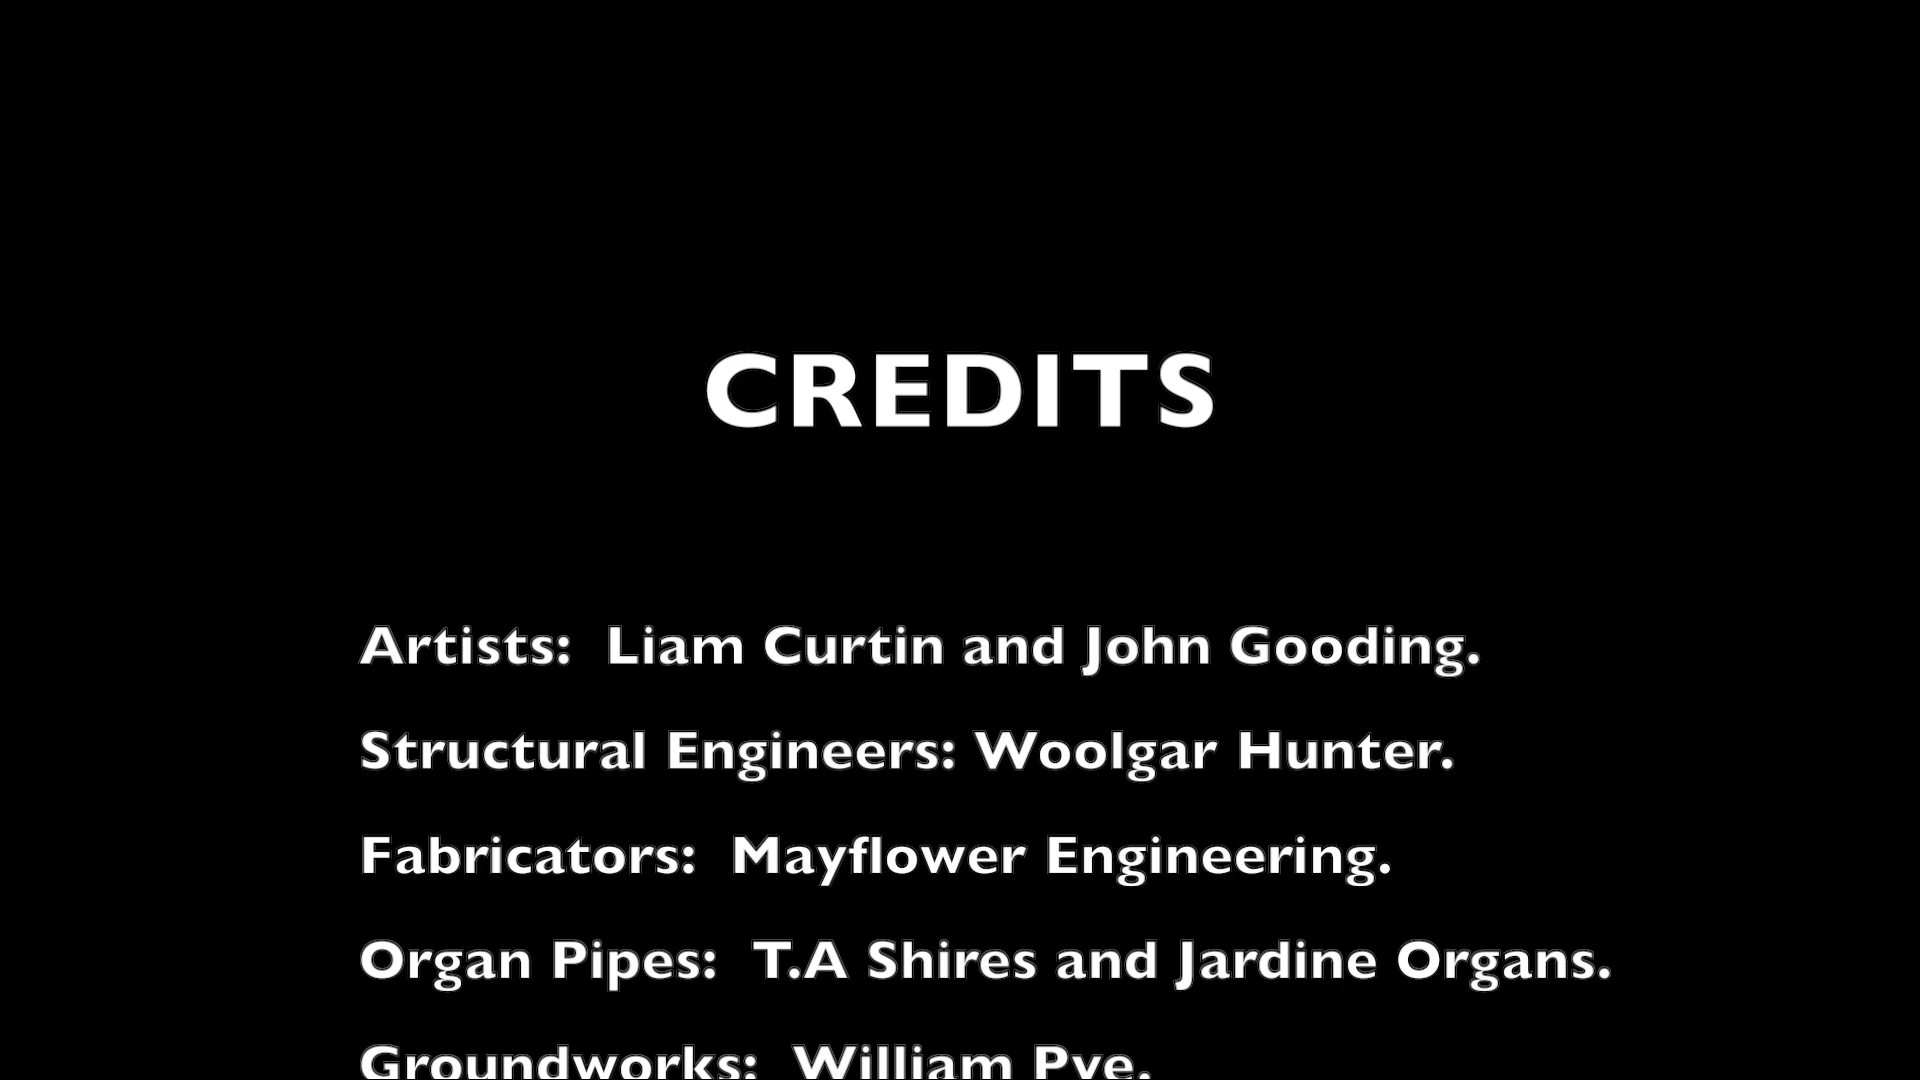 CREDITS
Artists:  Liam Curtin and John Gooding.
Structural Engineers: Woolgar Hunter.
Fabricators:  Mayflower Engineering.
Organ Pipes:  T.A Shires and Jardine Organs.
Groundworks:  William Pye.